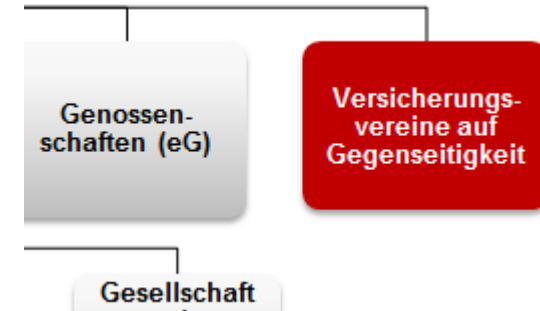 Genossen-
schaften (eG)
Versicherungs-
vereine auf
Gegenseitigkeit
Gesellschaft